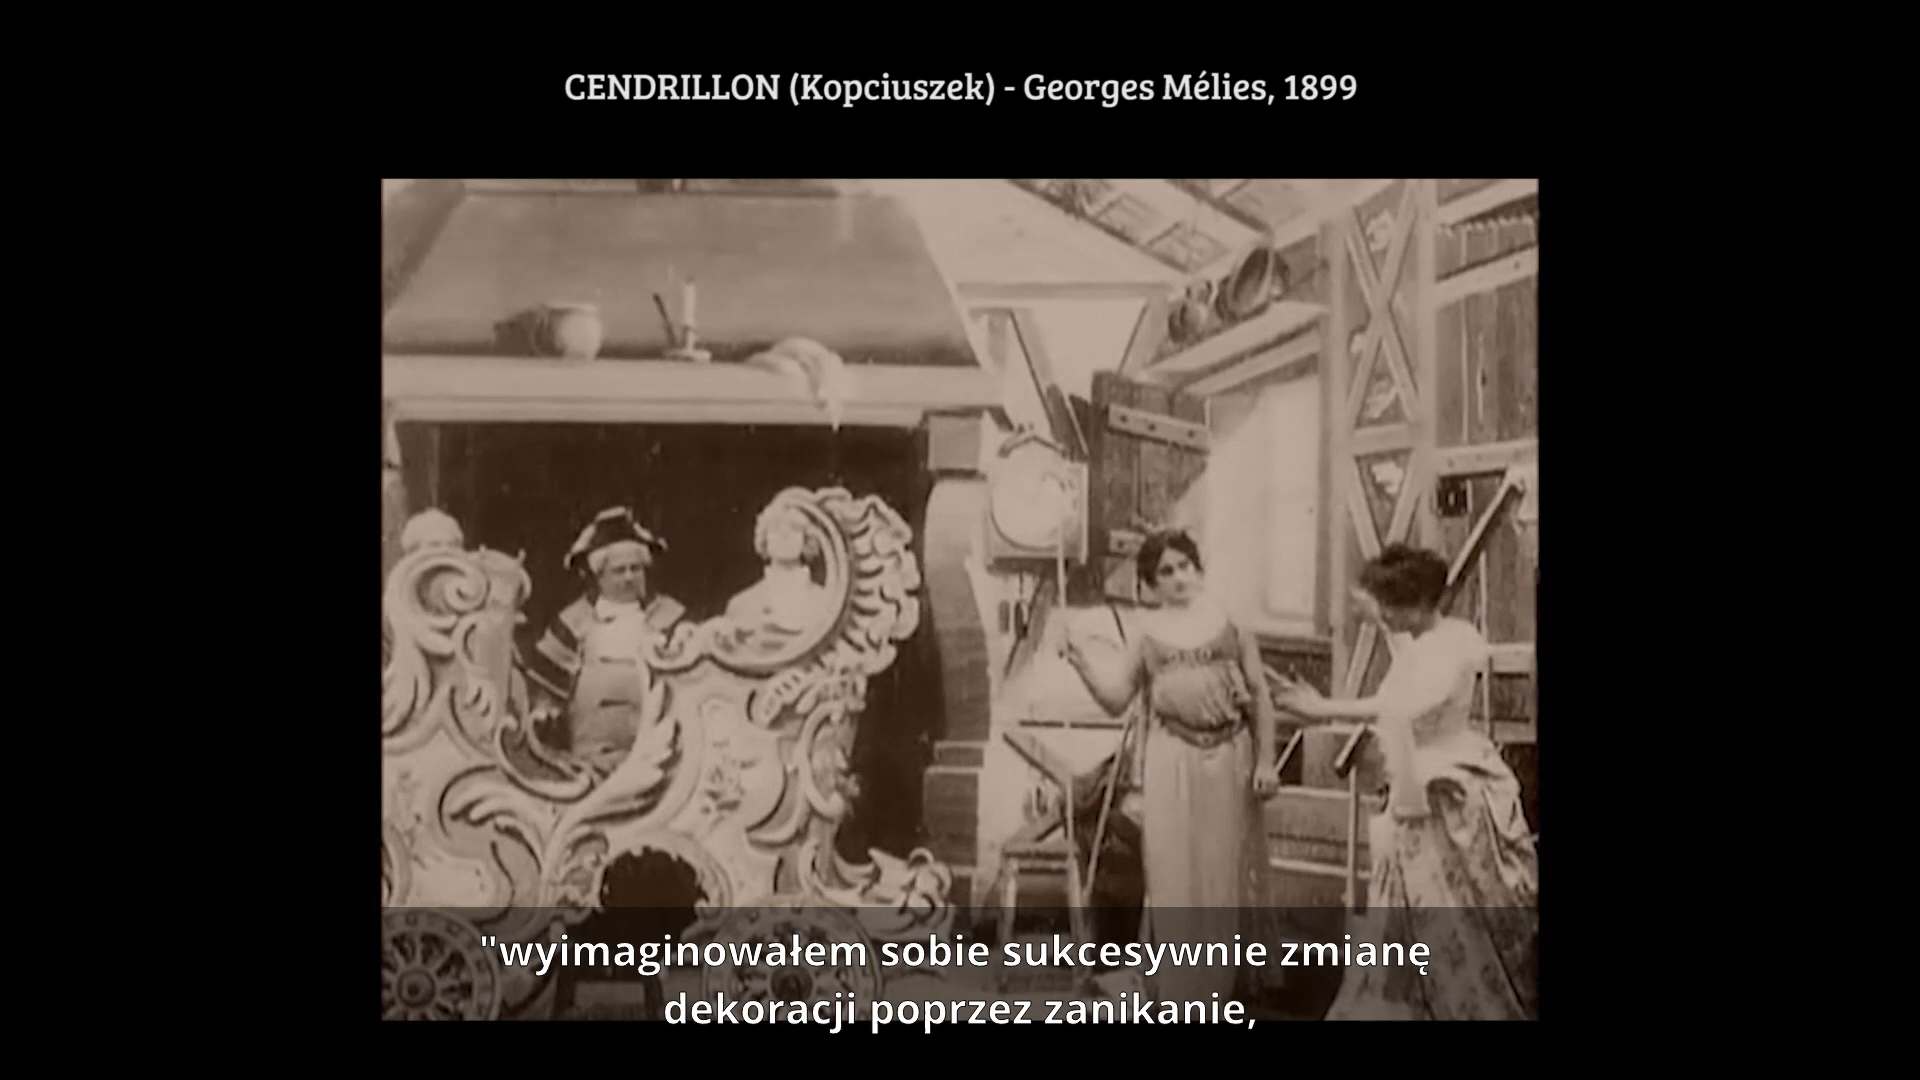 CENDRILLON (Kopciuszek) - Georges Mélies, 1899
"wyimaginowałem sobie sukcesywnie zmianę
dekoracji poprzez zanikanie,